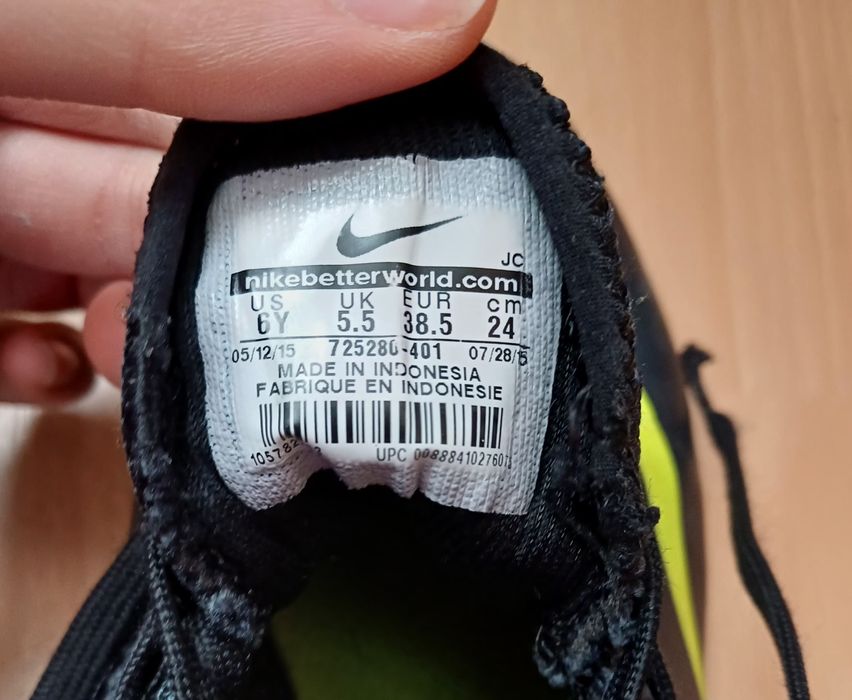 JC
nikebetterworld.com
US UK EUR cm
6Y 5.5 38.5 24
05/12/15 725280-401 07/28/15
MADE IN INDONESIA
FABRIQUE EN INDONESIE
UPC